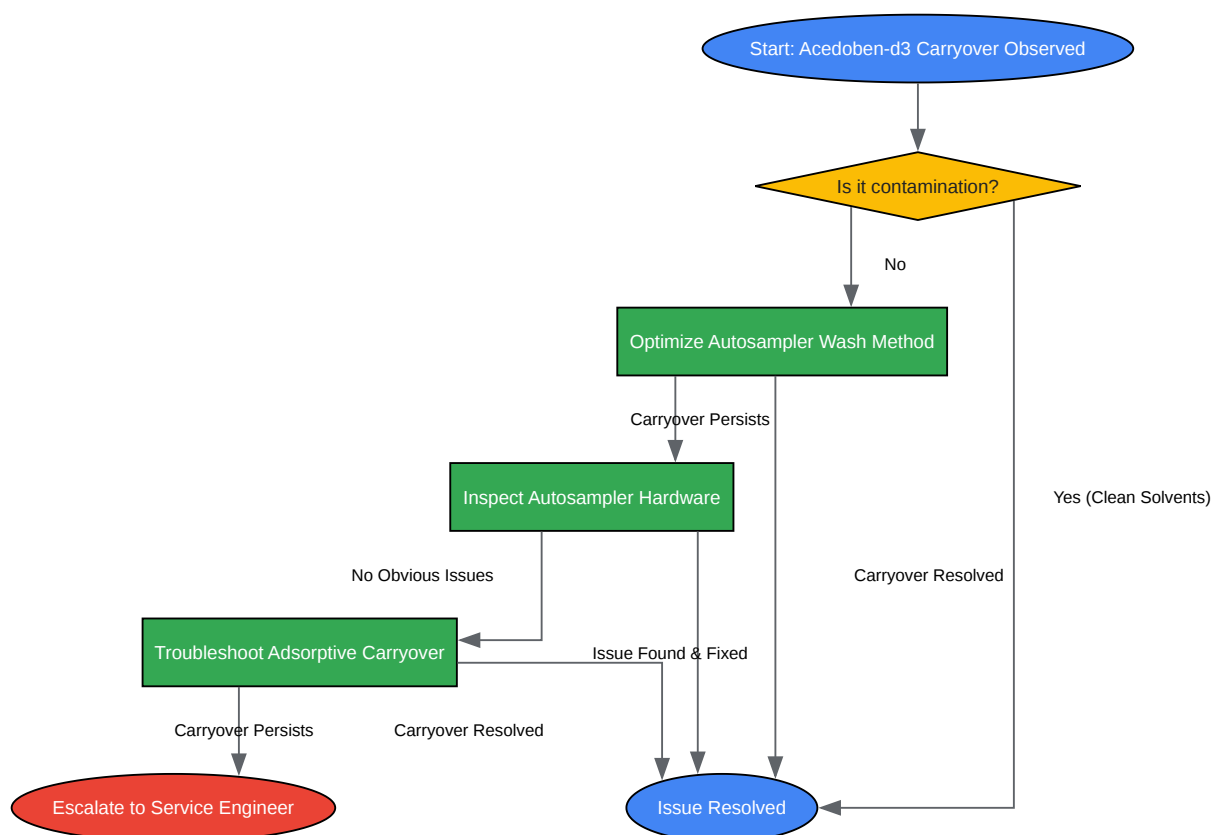 Start: Acedoben-d3 Carryover Observed
Is it contamination?
No
Optimize Autosampler Wash Method
Carryover Persists
Inspect Autosampler Hardware
Yes (Clean Solvents)
No Obvious Issues
Carryover Resolved
Troubleshoot Adsorptive Carryover
Issue Found & Fixed
Carryover Persists
Carryover Resolved
Escalate to Service Engineer
Issue Resolved